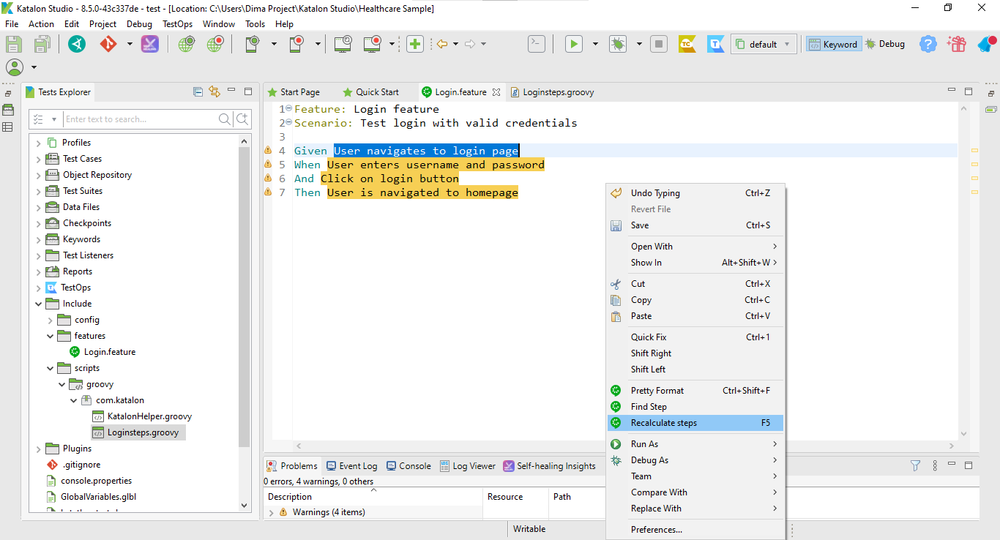 Katalon Studio - 8.5.0-43c337de - test - [Location: C:\Users\Dima Project\Katalon Studio\Healthcare Sample]
File Action Edit Project Debug TestOps Window Tools Help
default Keyword Debug
Tests Explorer
Enter text to search...
Profiles
Test Cases
Object Repository
Test Suites
Data Files
Checkpoints
Keywords
Test Listeners
Reports
TestOps
Include
config
features
Login.feature
scripts
groovy
com.katalon
KatalonHelper.groovy
Loginsteps.groovy
Plugins
.gitignore
console.properties
GlobalVariables.glbl
Start Page Quick Start Login.feature Loginsteps.groovy
1 Feature: Login feature
2 Scenario: Test login with valid credentials
3
4 Given User navigates to login page
5 When User enters username and password
6 And Click on login button
7 Then User is navigated to homepage
Undo Typing Ctrl+Z
Revert File
Save Ctrl+S
Open With
Show In Alt+Shift+W
Cut Ctrl+X
Copy Ctrl+C
Paste Ctrl+V
Quick Fix Ctrl+1
Shift Right
Shift Left
Pretty Format Ctrl+Shift+F
Find Step
Recalculate steps F5
Run As
Debug As
Team
Compare With
Replace With
Preferences...
Problems Event Log Console Log Viewer Self-healing Insights
0 errors, 4 warnings, 0 others
Description Resource Path
Warnings (4 items)
Writable